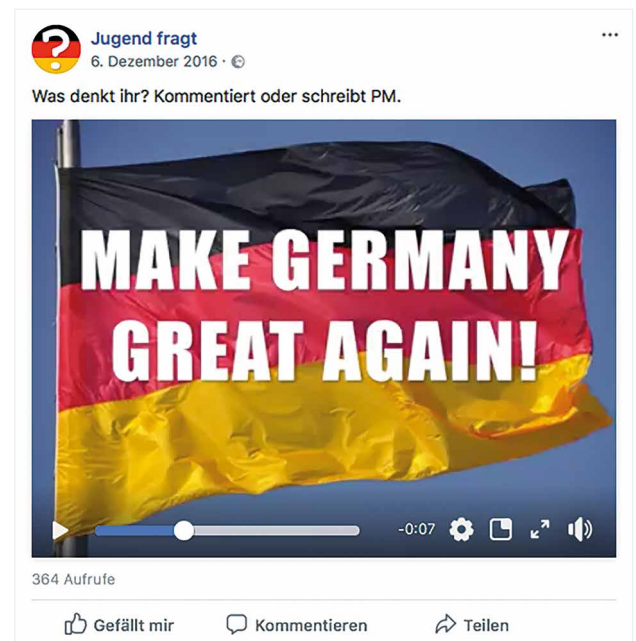 Jugend fragt
6. Dezember 2016 ·
Was denkt ihr? Kommentiert oder schreibt PM.
MAKE GERMANY
GREAT AGAIN!
-0:07
364 Aufrufe
Gefällt mir
Kommentieren
Teilen